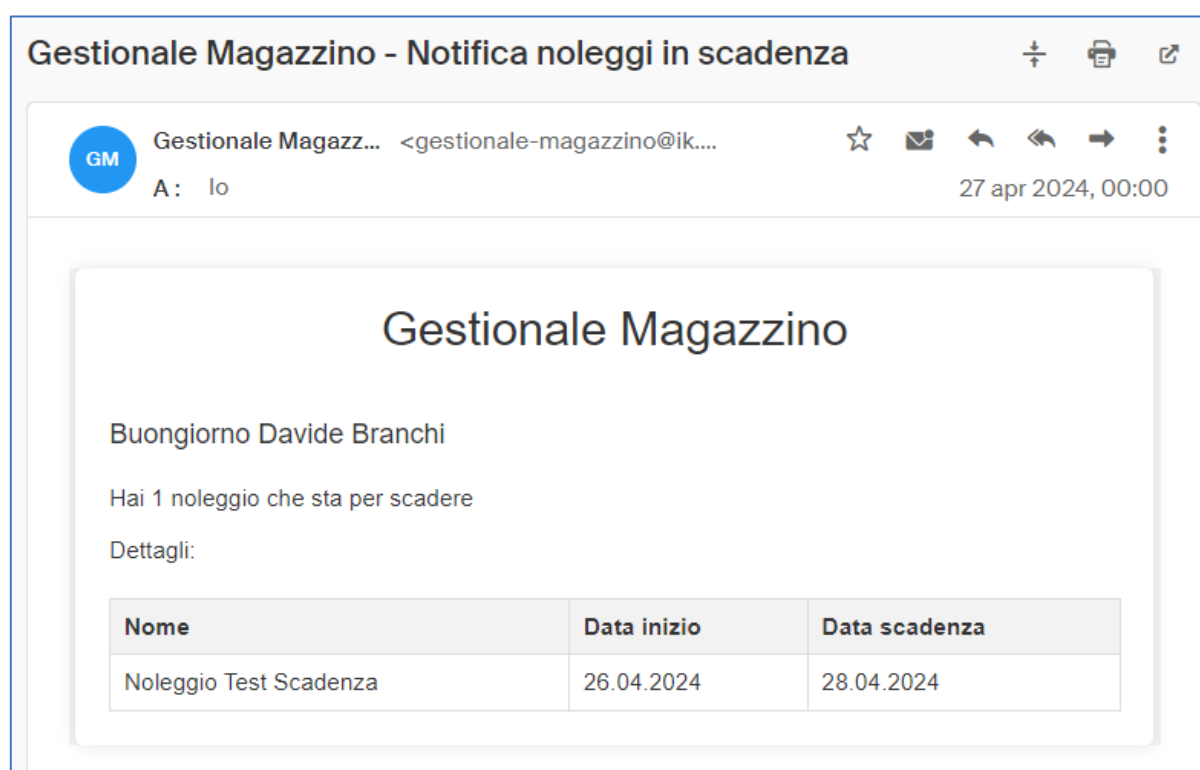 Gestionale Magazzino - Notifica noleggi in scadenza
GM
Gestionale Magazz... <gestionale-magazzino@ik....
A : Io
27 apr 2024, 00:00
Gestionale Magazzino
Buongiorno Davide Branchi
Hai 1 noleggio che sta per scadere
Dettagli:
Nome Data inizio Data scadenza
Noleggio Test Scadenza 26.04.2024 28.04.2024